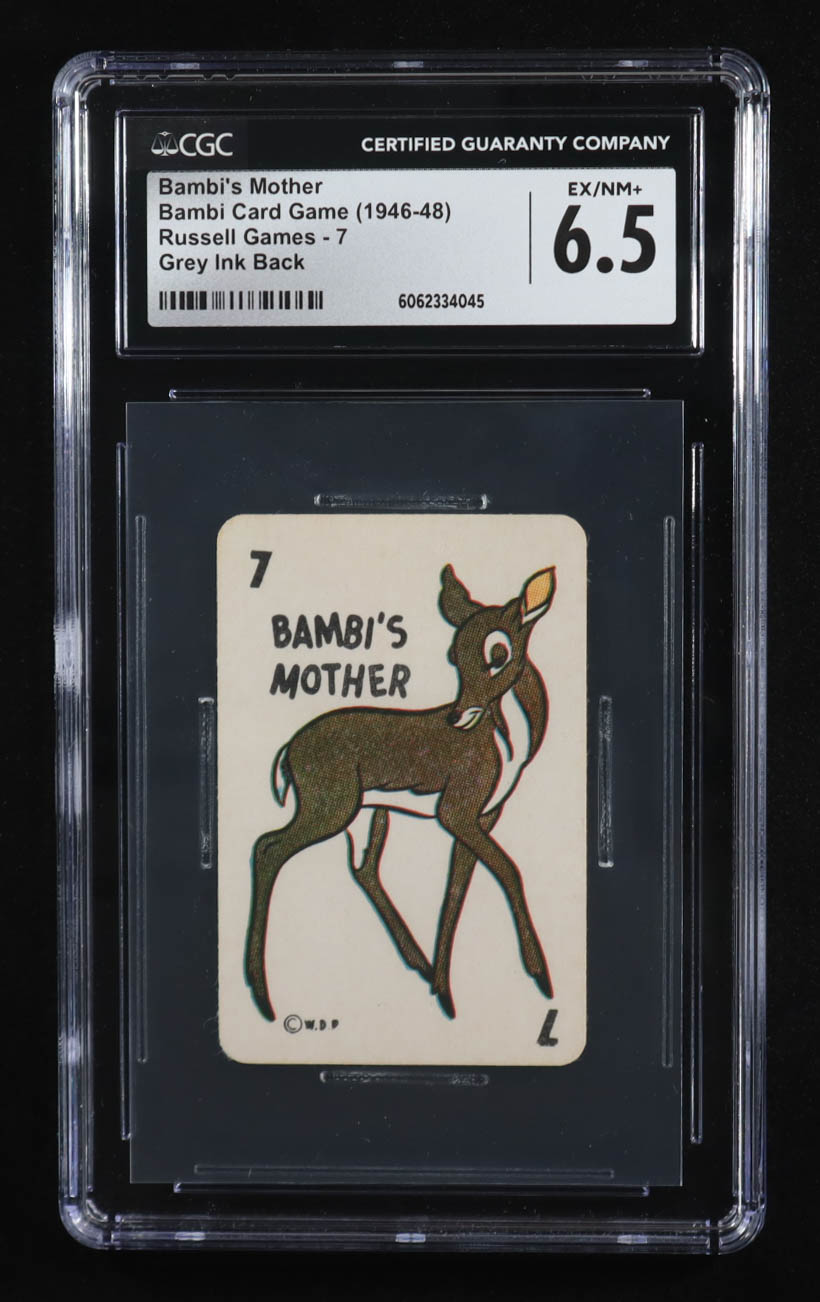 CGC
CERTIFIED GUARANTY COMPANY
Bambi's Mother
Bambi Card Game (1946-48)
Russell Games - 7
Grey Ink Back
EX/NM+
6.5
6062334045
7
BAMBI'S
MOTHER
©W.D P
7